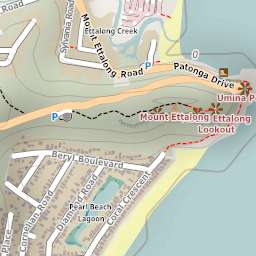 Sylvania Road
Mount Ettalong Road
Ettalong Creek
P
0
Patonga Drive
Umina P
P
Mount Ettalong
Ettalong
Lookout
Beryl Boulevard
Diamond Road
Cornelian Road
Coral Crescent
Pearl Beach
Lagoon
Place